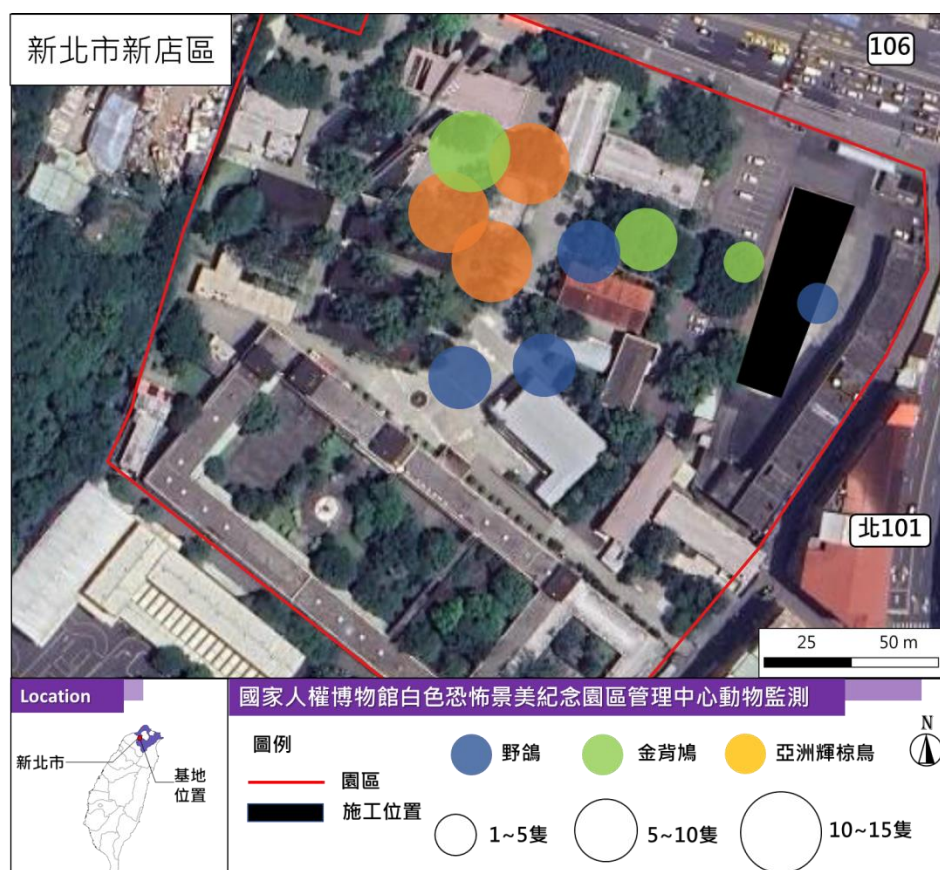 新北市新店區
106
北101
25 50 m
Location
新北市
基地
位置
國家人權博物館白色恐怖景美紀念園區管理中心動物監測
圖例
園區
施工位置
野鴿
金背鳩
亞洲輝椋鳥
1~5隻
5~10隻
10~15隻
N